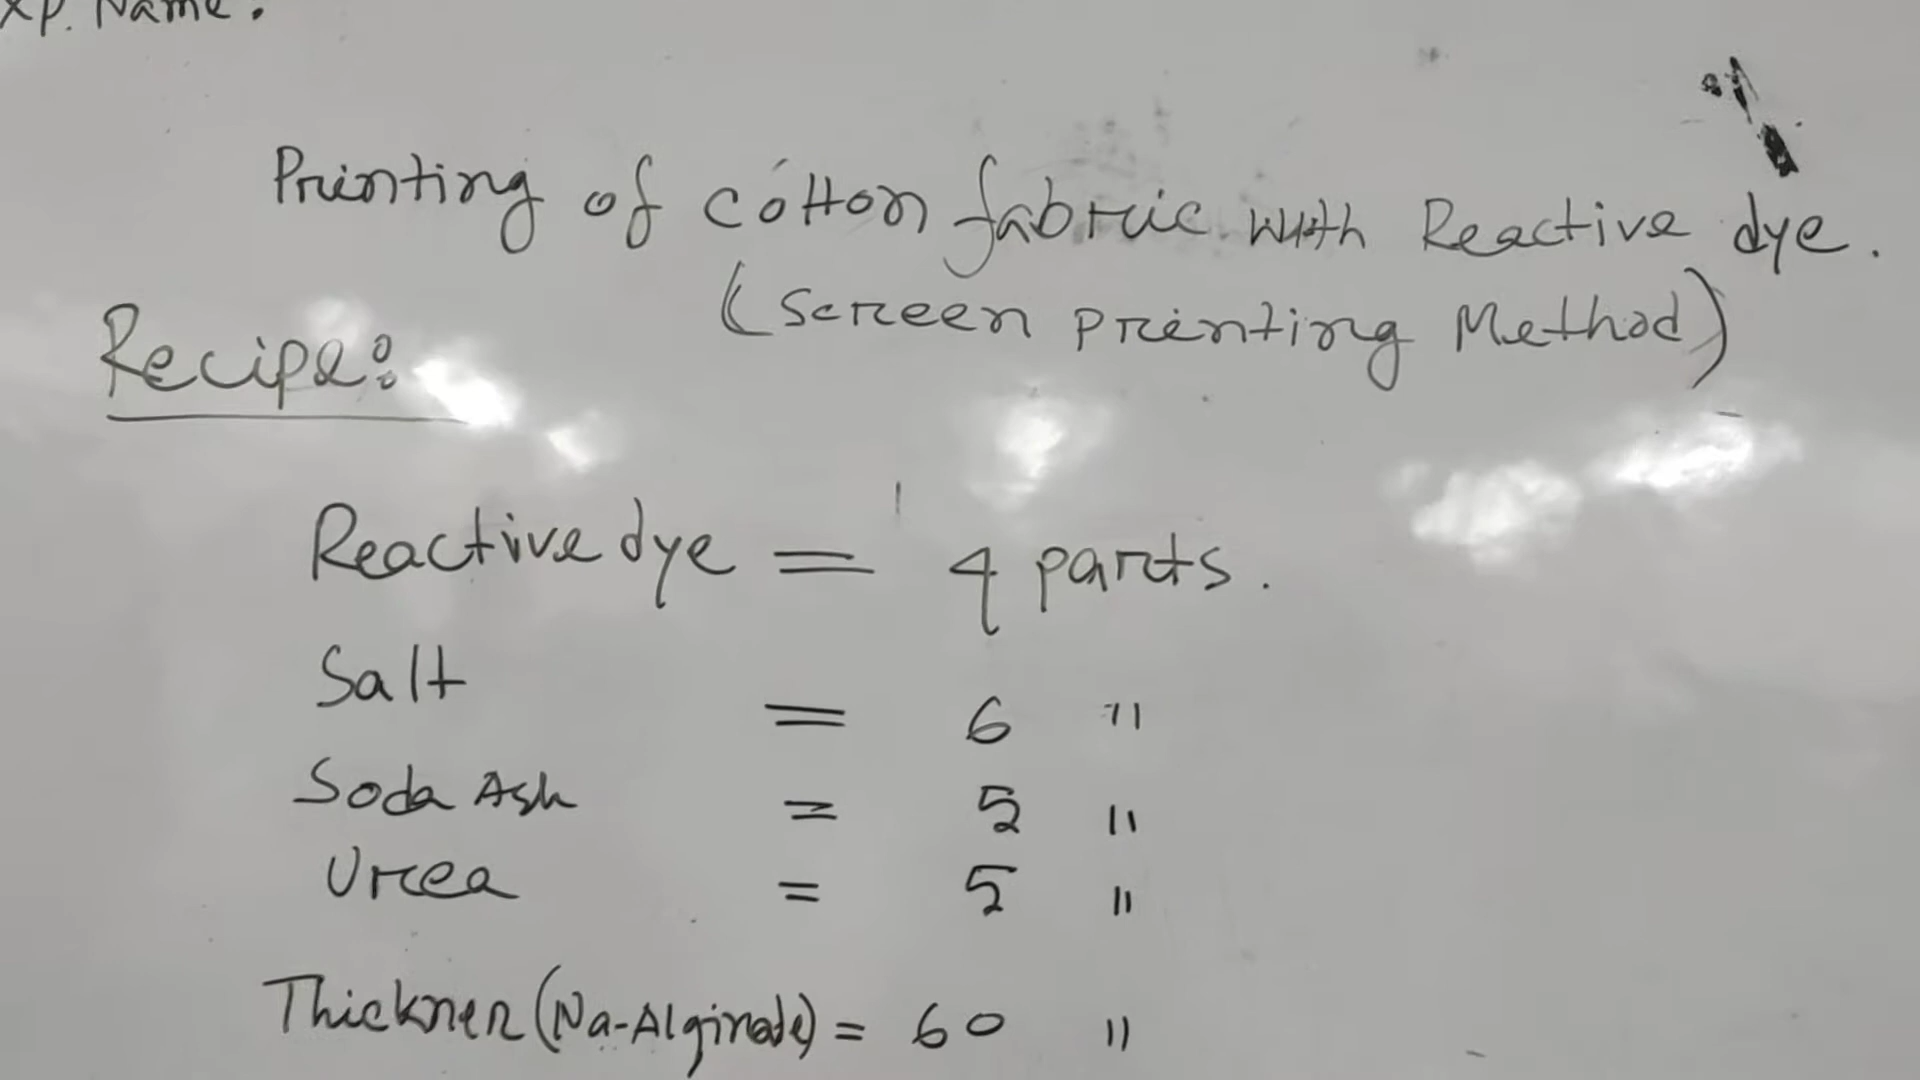 xp. Name.
Printing of cotton fabric with Reactive dye.
(Screen printing Method)
Recipe:
Reactive dye = 4 parts.
Salt = 6 "
Soda Ash = 5 "
Urea = 5 "
Thickner (Na-Alginate) = 60 "